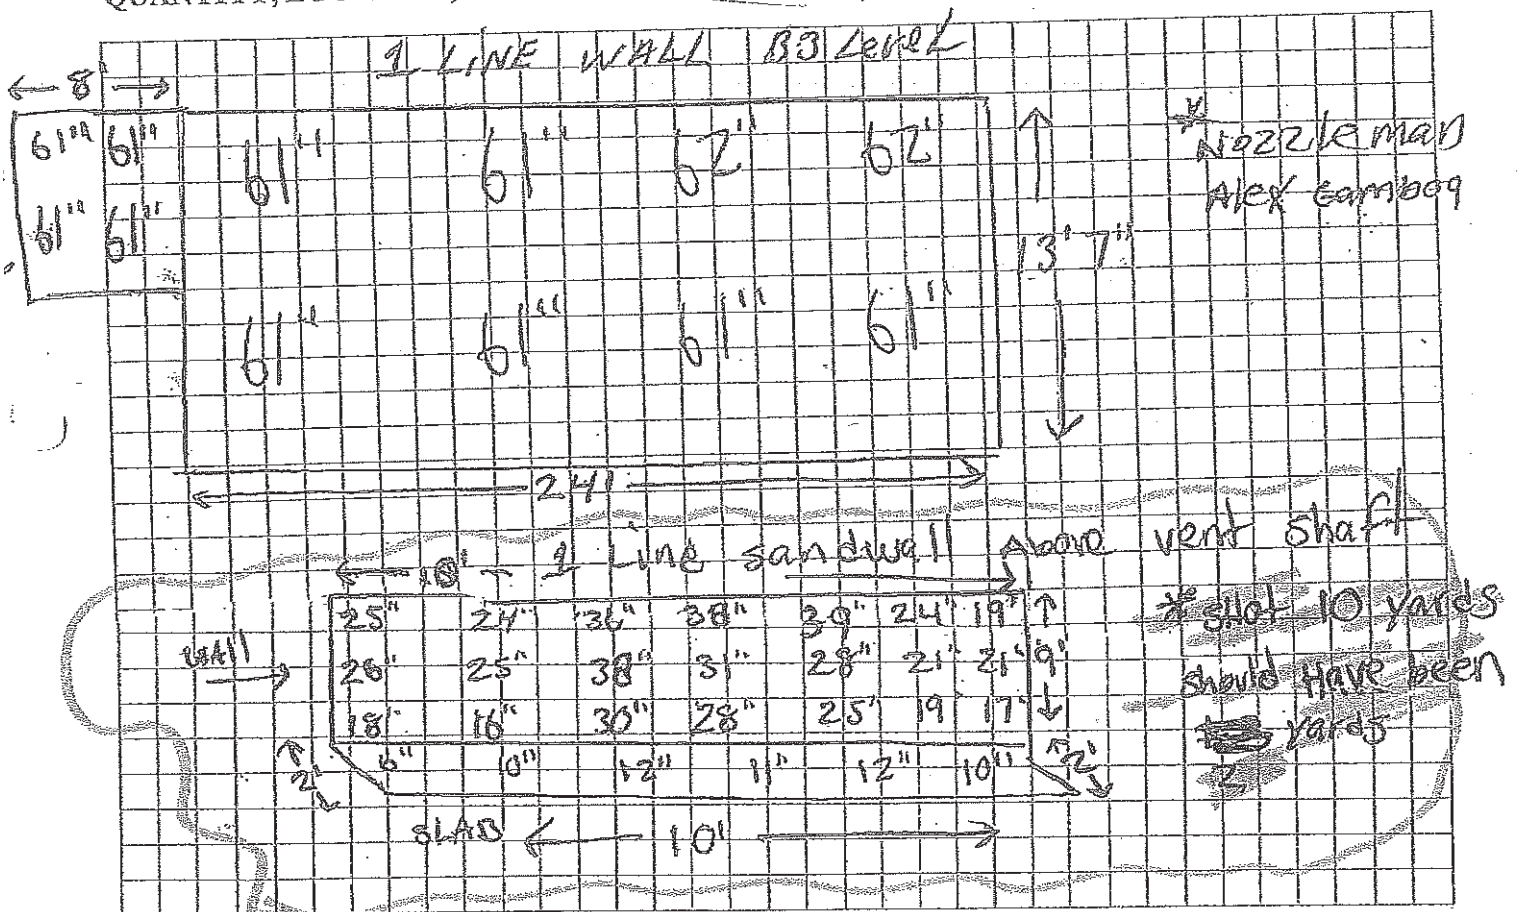 1 LINE WALL B3 Level
← 8' →
61" 61" 61" 61" 62" 62"
61" 61"
61" 61" 61" 61"
13' 7"
24'
* Nozzleman
Alex Gamboa
10' - 1 Line sandwall Above vent shaft
25" 24" 36" 38" 39" 24" 19"
WAll → 26" 25" 38" 31" 28" 21" 21" 9'
18" 16" 30" 28" 25" 19 17"
2' 10" 12" 11" 12" 10" 2'
SLAB ← 10' →
* shot 10 yards
should Have been
yards
2